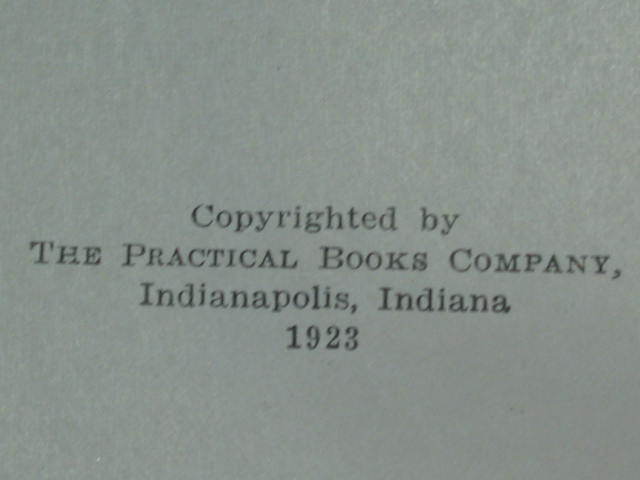 Copyrighted by
THE PRACTICAL BOOKS COMPANY,
Indianapolis, Indiana
1923